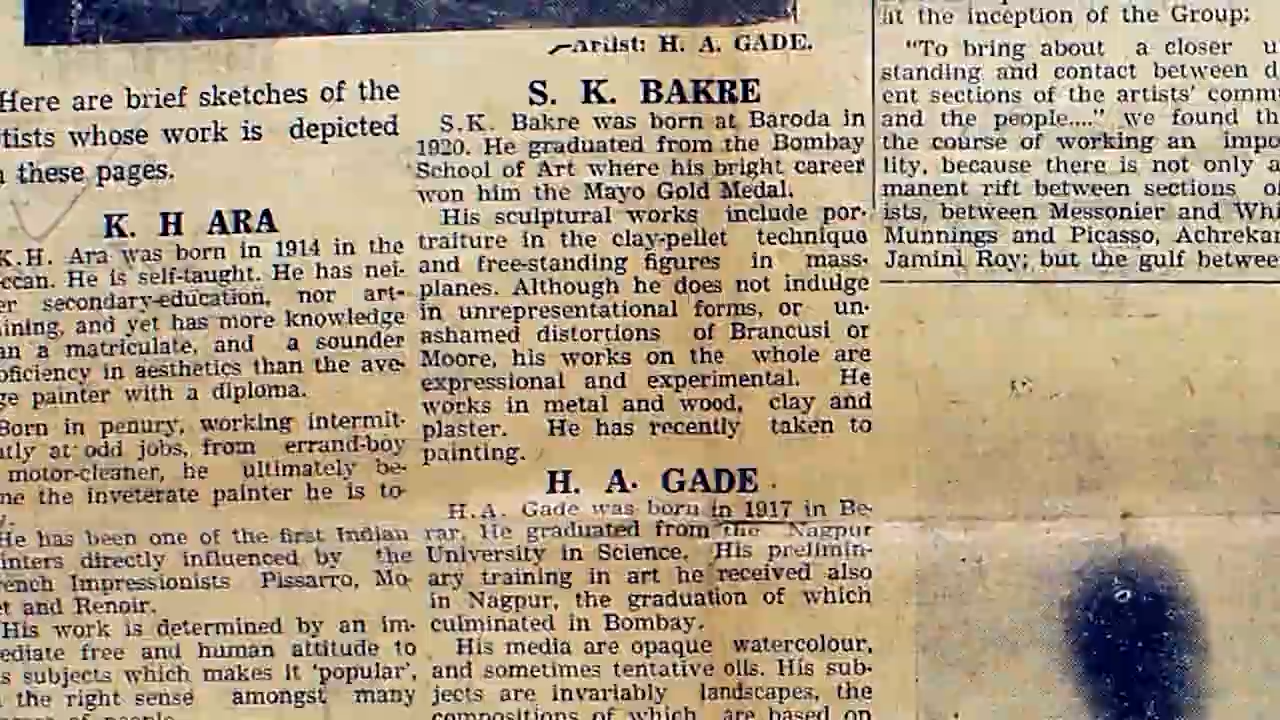 Artist: H. A. GADE.
Here are brief sketches of the
tists whose work is depicted
these pages.
K. H ARA
K.H. Ara was born in 1914 in the
ccan. He is self-taught. He has nei-
er secondary-education, nor art-
ining, and yet has more knowledge
an a matriculate, and a sounder
oficiency in aesthetics than the ave-
ge painter with a diploma.
Born in penury, working intermit-
ntly at odd jobs, from errand-boy
motor-cleaner, he ultimately be-
me the inveterate painter he is to-
y.
He has been one of the first Indian
inters directly influenced by the
rench Impressionists Pissarro, Mo-
et and Renoir.
His work is determined by an im-
ediate free and human attitude to
s subjects which makes it 'popular',
the right sense amongst many
of people
S. K. BAKRE
S.K. Bakre was born at Baroda in
1920. He graduated from the Bombay
School of Art where his bright career
won him the Mayo Gold Medal.
His sculptural works include por-
traiture in the clay-pellet technique
and free-standing figures in mass-
planes. Although he does not indulge
in unrepresentational forms, or un-
ashamed distortions of Brancusi or
Moore, his works on the whole are
expressional and experimental. He
works in metal and wood, clay and
plaster. He has recently taken to
painting.
H. A. GADE
H.A. Gade was born in 1917 in Be-
rar. He graduated from the Nagpur
University in Science. His prelimin-
ary training in art he received also
in Nagpur, the graduation of which
culminated in Bombay.
His media are opaque watercolour,
and sometimes tentative oils. His sub-
jects are invariably landscapes, the
compositions of which are based on
at the inception of the Group:
"To bring about a closer u
standing and contact between d
ent sections of the artists' comm
and the people...." we found th
the course of working an impo
lity, because there is not only a
manent rift between sections o
ists, between Messonier and Whi
Munnings and Picasso, Achrekar
Jamini Roy; but the gulf betwee